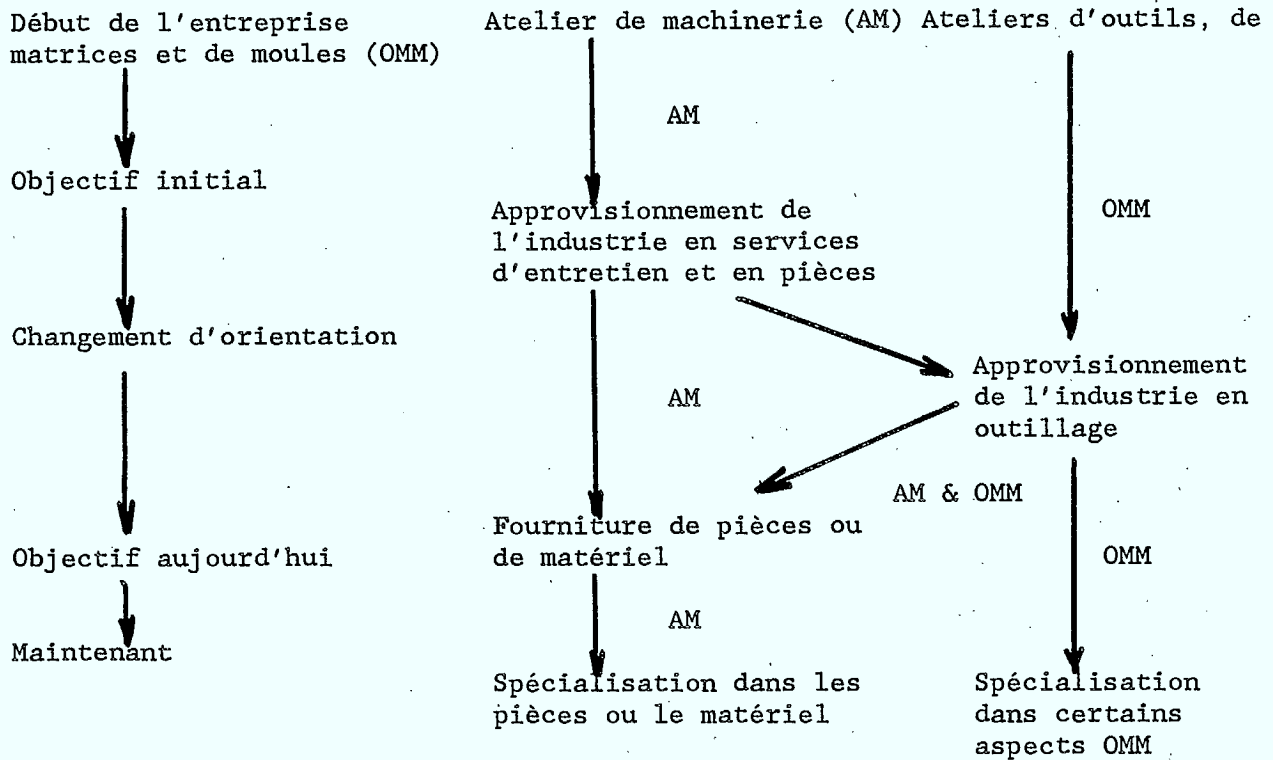 Début de l'entreprise
matrices et de moules (OMM)
Atelier de machinerie (AM) Ateliers d'outils, de
AM
Objectif initial
Approvisionnement de
l'industrie en services
d'entretien et en pièces
OMM
Changement d'orientation
Approvisionnement
de l'industrie en
outillage
AM
AM & OMM
Fourniture de pièces ou
de matériel
Objectif aujourd'hui
OMM
AM
Maintenant
Spécialisation dans les
pièces ou le matériel
Spécialisation
dans certains
aspects OMM